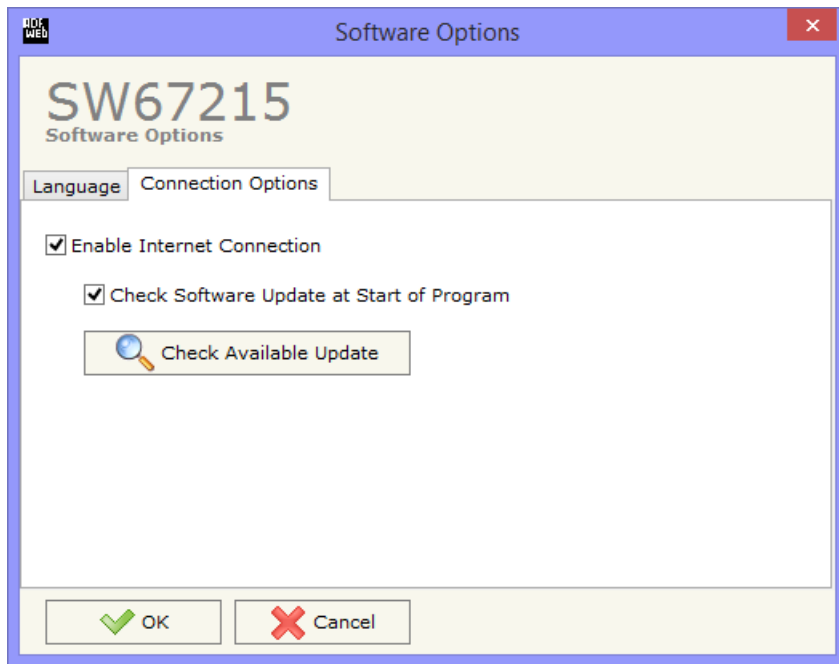 ADF
WEB
Software Options
SW67215
Software Options
Language
Connection Options
Enable Internet Connection
Check Software Update at Start of Program
Check Available Update
OK
Cancel